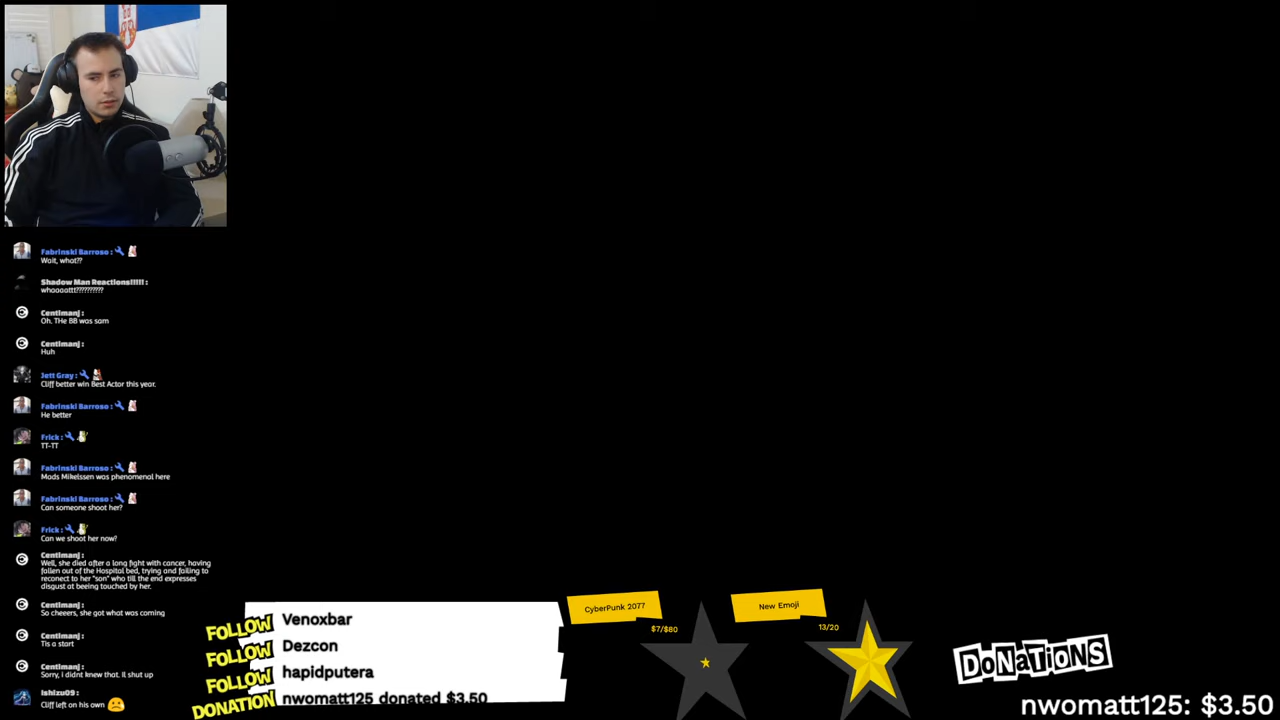 Fabrinski Barroso :
Wait, what??
Shadow Man Reactions!!!!! :
whaaaattt??????????
Centimanj :
Oh. THe BB was sam
Centimanj :
Huh
Jett Gray :
Cliff better win Best Actor this year.
Fabrinski Barroso :
He better
Frick :
TT-TT
Fabrinski Barroso :
Mads Mikelssen was phenomenal here
Fabrinski Barroso :
Can someone shoot her?
Frick :
Can we shoot her now?
Centimanj :
Well, she died after a long fight with cancer, having
fallen out of the Hospital bed, trying and failing to
reconect to her "son" who till the end expresses
disgust at beeing touched by her.
Centimanj :
So cheeers, she got what was coming
Centimanj :
Tis a start
Centimanj :
Sorry, I didnt knew that. Il shut up
Ishizu09 :
Cliff left on his own
FOLLOW Venoxbar
FOLLOW Dezcon
FOLLOW hapidputera
DONATION nwomatt125 donated $3.50
CyberPunk 2077
$7/$80
New Emoji
13/20
DoNaTiONS
nwomatt125: $3.50